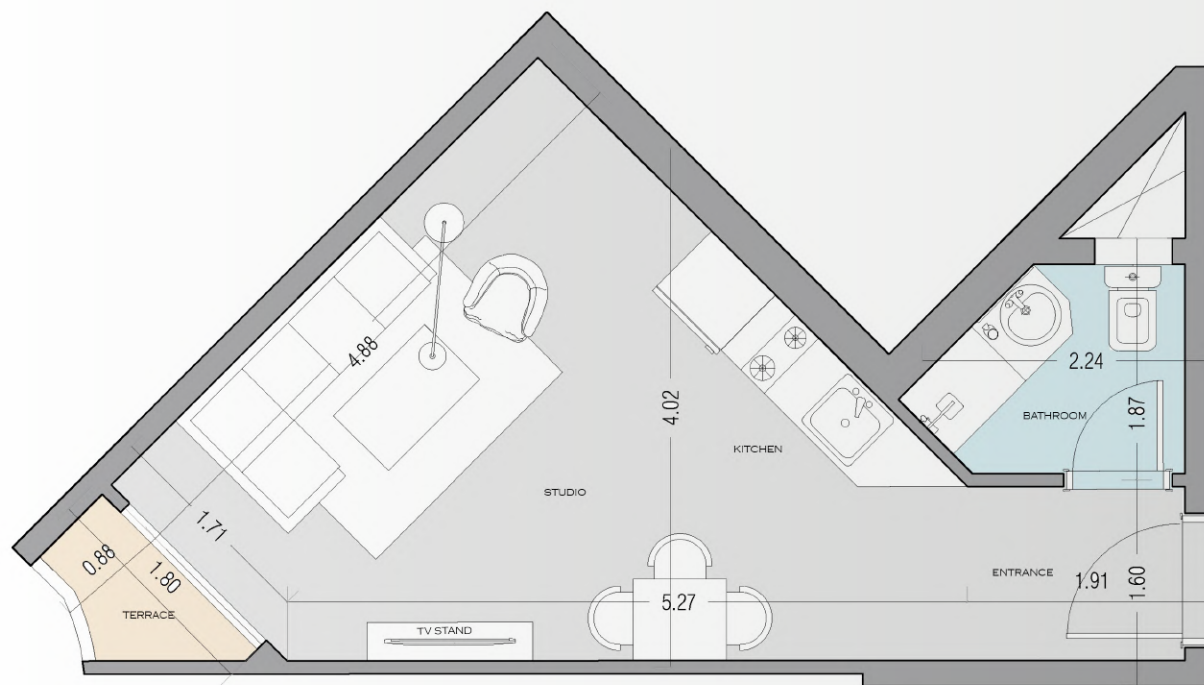 4.88
2.24
BATHROOM
1.87
4.02
KITCHEN
STUDIO
1.71
0.88
1.80
TERRACE
ENTRANCE
1.91
1.60
5.27
TV STAND